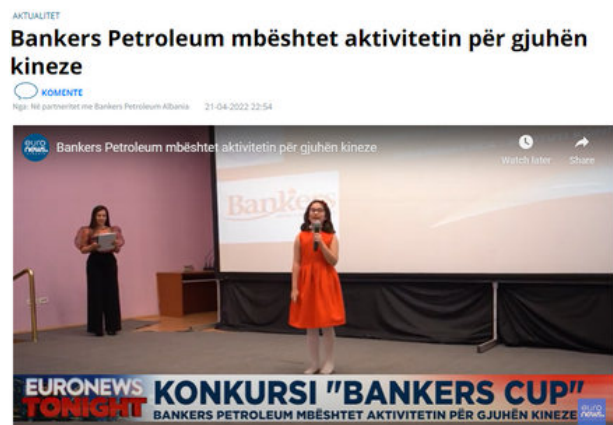 AKTUALITET
Bankers Petroleum mbështet aktivitetin për gjuhën
kineze
KOMENTE
Nga: Në partneritet me Bankers Petroleum Albania 21-04-2022 22:54
euro
news.
Bankers Petroleum mbështet aktivitetin për gjuhën kineze
Watch later
Share
Bankers
EURONEWS
TONIGHT
KONKURSI "BANKERS CUP"
BANKERS PETROLEUM MBËSHTET AKTIVITETIN PËR GJUHËN KINEZE
euro
news.